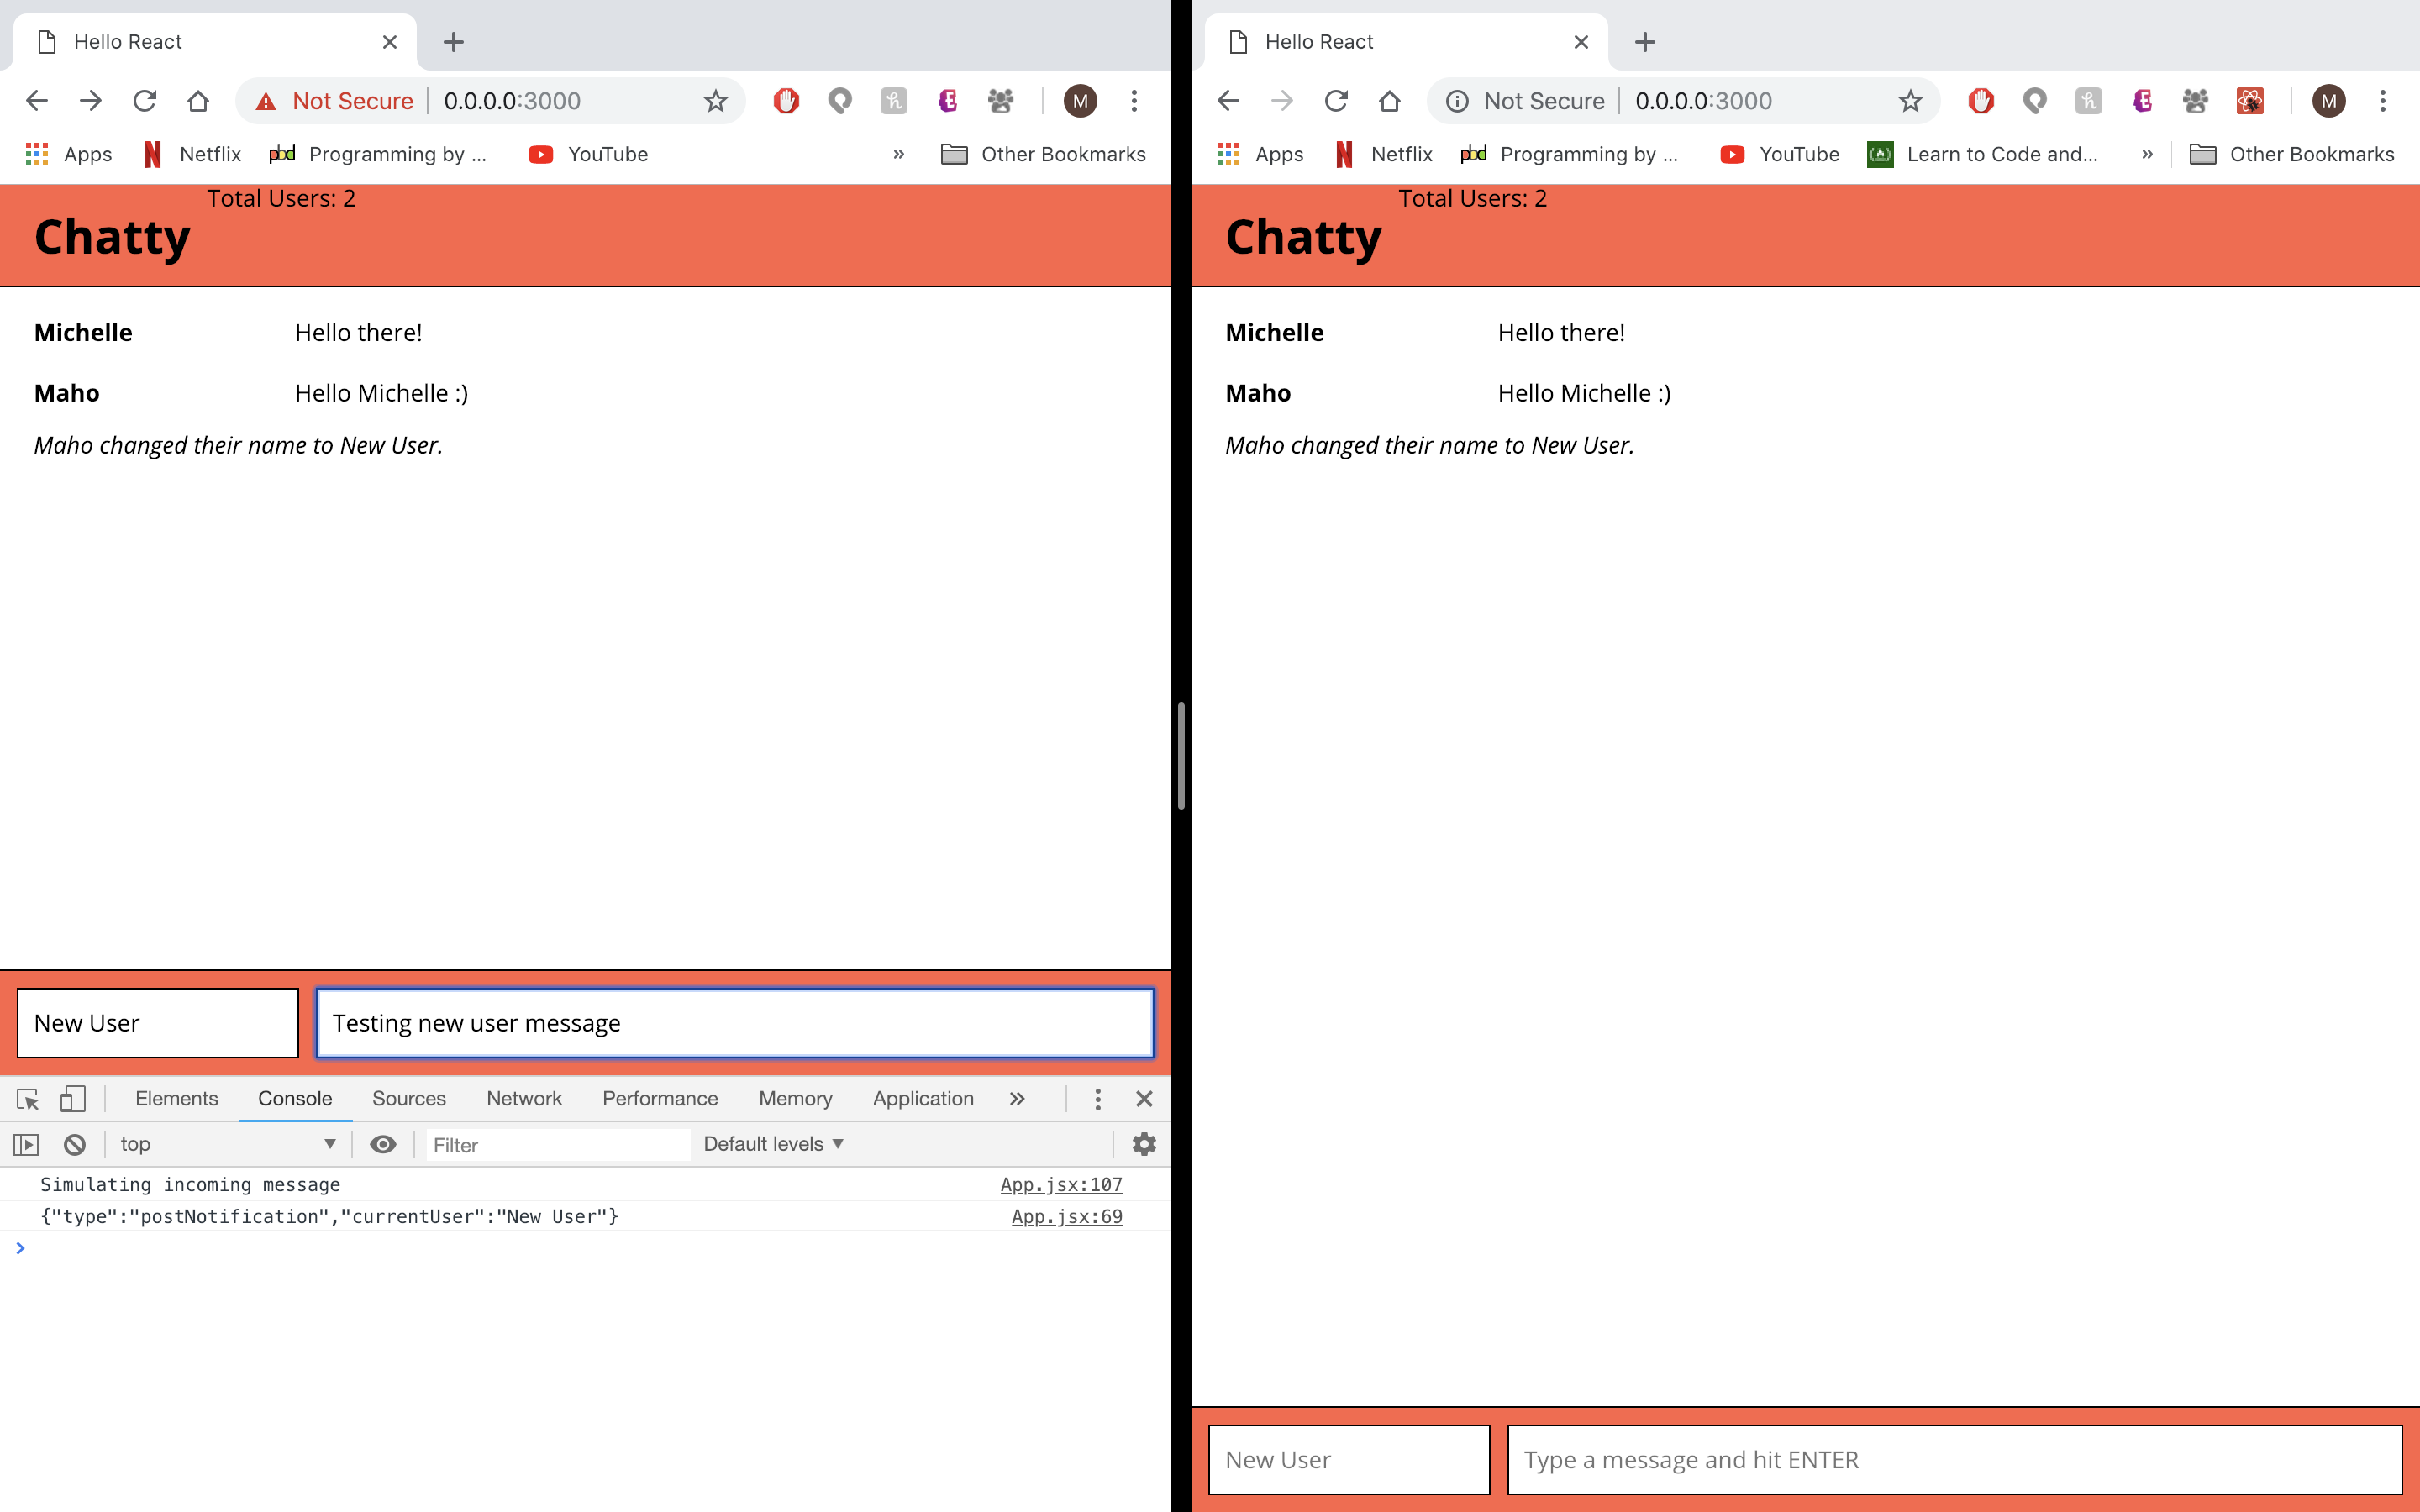 Hello React
Not Secure 0.0.0.0:3000
M
Apps Netflix pbd Programming by ... YouTube » Other Bookmarks
Total Users: 2
Chatty
Michelle Hello there!
Maho Hello Michelle :)
Maho changed their name to New User.
New User Testing new user message
Elements Console Sources Network Performance Memory Application »
top Filter Default levels
Simulating incoming message App.jsx:107
{"type":"postNotification","currentUser":"New User"} App.jsx:69
Hello React
Not Secure 0.0.0.0:3000
M
Apps Netflix pbd Programming by ... YouTube Learn to Code and... » Other Bookmarks
Total Users: 2
Chatty
Michelle Hello there!
Maho Hello Michelle :)
Maho changed their name to New User.
New User Type a message and hit ENTER